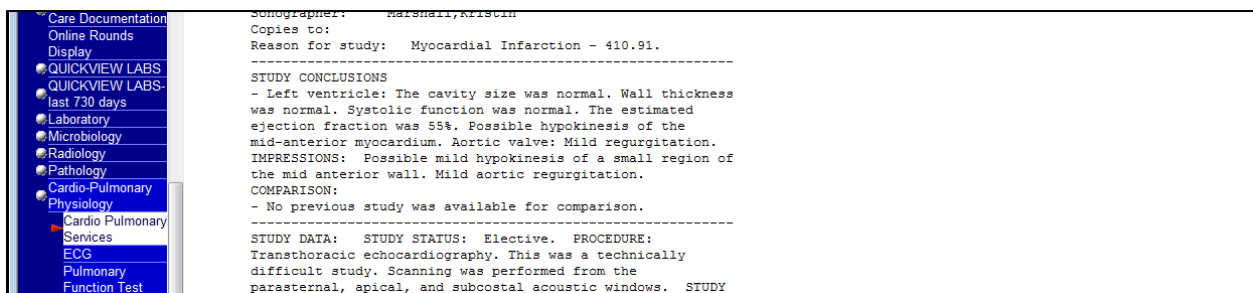 Care Documentation
Online Rounds
Display
QUICKVIEW LABS
QUICKVIEW LABS-
last 730 days
Laboratory
Microbiology
Radiology
Pathology
Cardio-Pulmonary
Physiology
Cardio Pulmonary
Services
ECG
Pulmonary
Function Test
Sonographer: Marshall,Kristin
Copies to:
Reason for study: Myocardial Infarction - 410.91.
----------------------------------------------------------------
STUDY CONCLUSIONS
- Left ventricle: The cavity size was normal. Wall thickness
was normal. Systolic function was normal. The estimated
ejection fraction was 55%. Possible hypokinesis of the
mid-anterior myocardium. Aortic valve: Mild regurgitation.
IMPRESSIONS: Possible mild hypokinesis of a small region of
the mid anterior wall. Mild aortic regurgitation.
COMPARISON:
- No previous study was available for comparison.
----------------------------------------------------------------
STUDY DATA: STUDY STATUS: Elective. PROCEDURE:
Transthoracic echocardiography. This was a technically
difficult study. Scanning was performed from the
parasternal, apical, and subcostal acoustic windows. STUDY